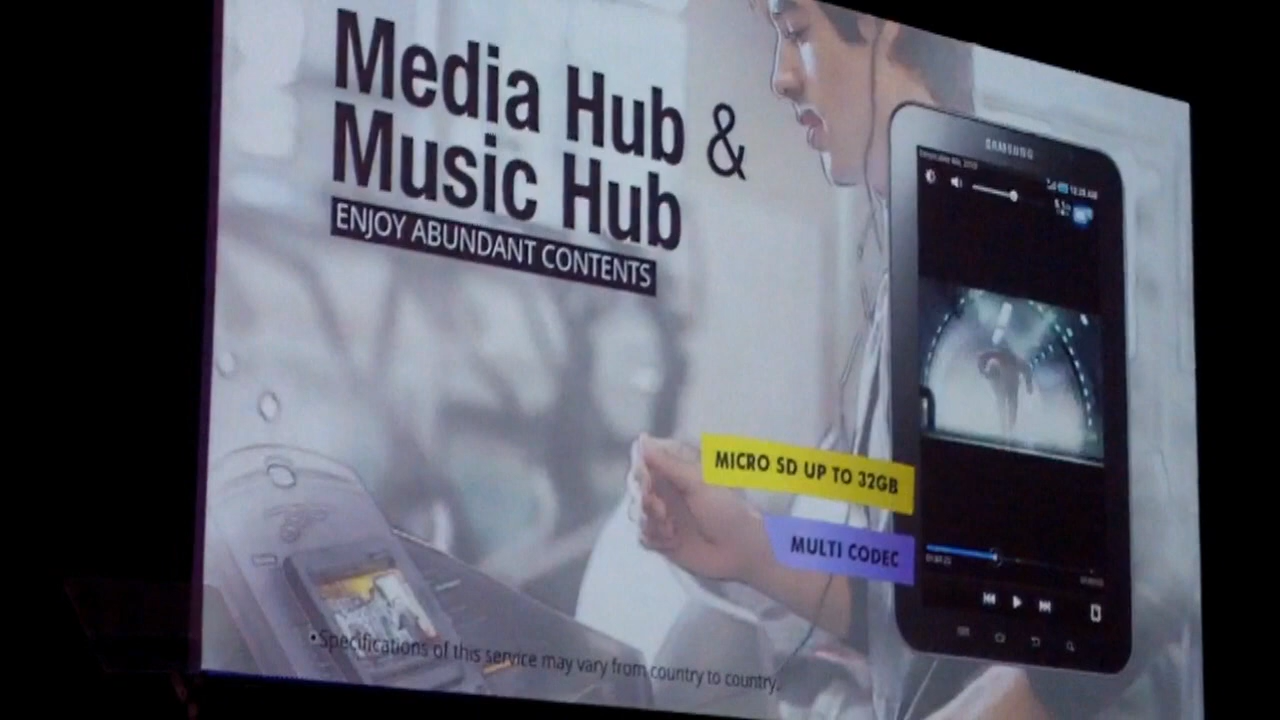 Media Hub &
Music Hub
ENJOY ABUNDANT CONTENTS
SAMSUNG
MICRO SD UP TO 32GB
MULTI CODEC
•Specifications of this service may vary from country to country.